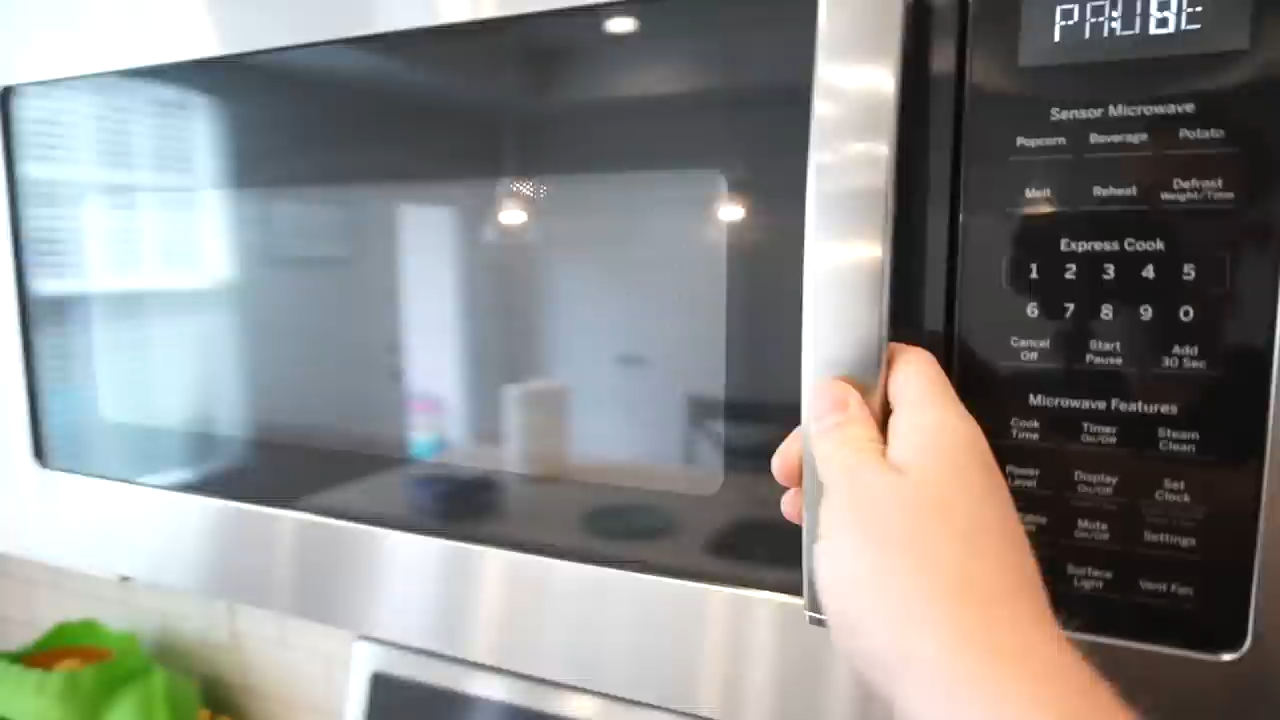 PAUSE
Sensor Microwave
Popcorn Beverage Potato
Melt Reheat Defrost
Weight/Time
Express Cook
1 2 3 4 5
6 7 8 9 0
Cancel Start Add
Off Pause 30 Sec
Microwave Features
Cook Timer Steam
Time On/Off Clean
Power Display Set
Level On/Off Clock
Mute Settings
On/Off
Surface Vent Fan
Light